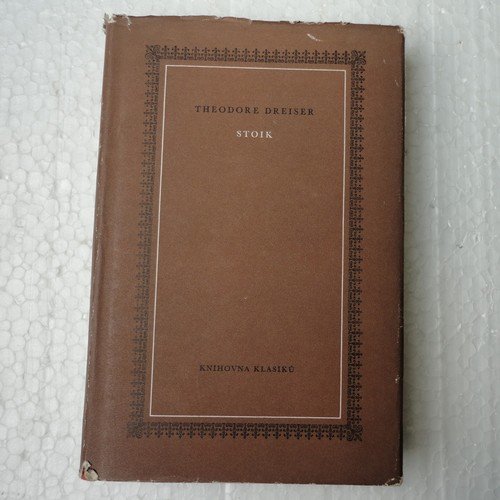 THEODORE DREISER
STOIK
KNIHOVNA KLASIKŮ